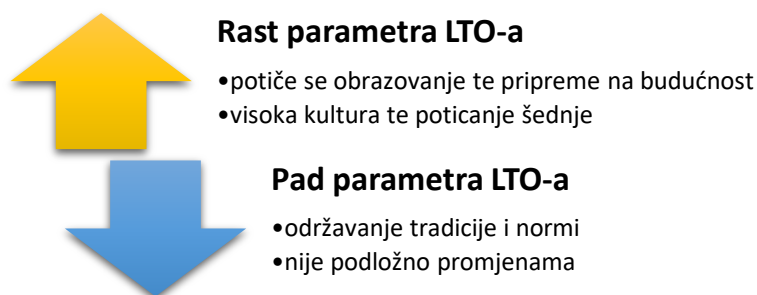 Rast parametra LTO-a
•potiče se obrazovanje te pripreme na budućnost
•visoka kultura te poticanje šednje
Pad parametra LTO-a
•održavanje tradicije i normi
•nije podložno promjenama